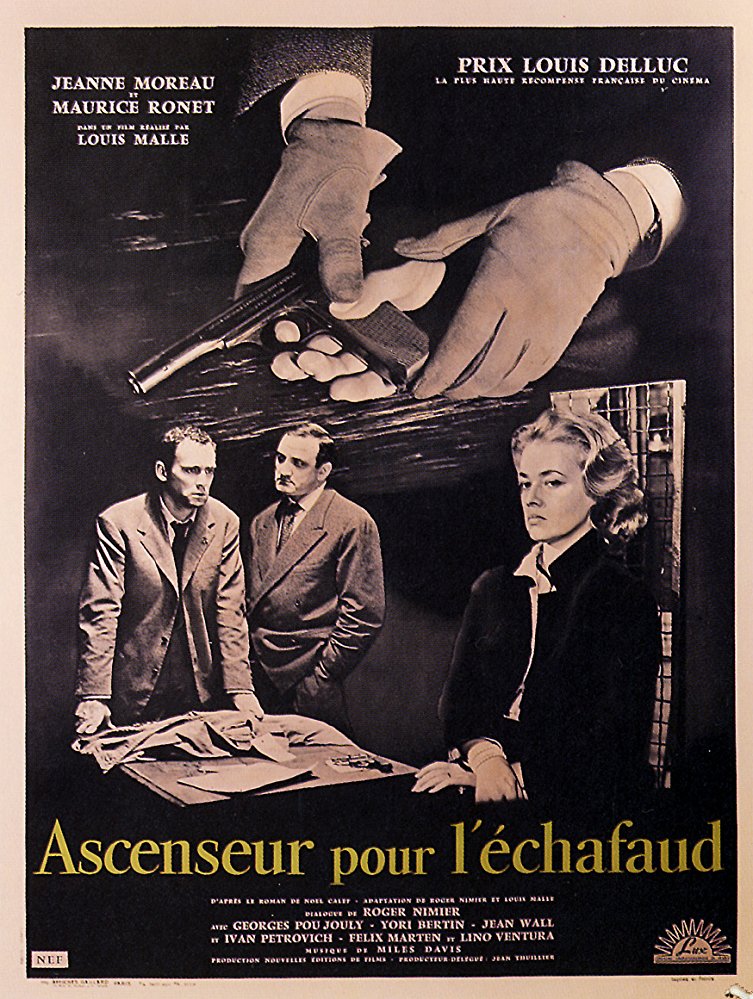 JEANNE MOREAU
ET
MAURICE RONET
DANS UN FILM RÉALISÉ PAR
LOUIS MALLE
PRIX LOUIS DELLUC
LA PLUS HAUTE RÉCOMPENSE FRANÇAISE DU CINÉMA
Ascenseur pour l'échafaud
D'APRÈS LE ROMAN DE NOEL CALEF - ADAPTATION DE ROGER NIMIER ET LOUIS MALLE
DIALOGUE DE ROGER NIMIER
AVEC GEORGES POUJOULY - YORI BERTIN - JEAN WALL
ET IVAN PETROVICH - FELIX MARTEN ET LINO VENTURA
MUSIQUE DE MILES DAVIS
PRODUCTION NOUVELLES ÉDITIONS DE FILMS - PRODUCTEUR-DÉLÉGUÉ : JEAN THUILLIER
NEF
Lux
GAILLARD PARIS